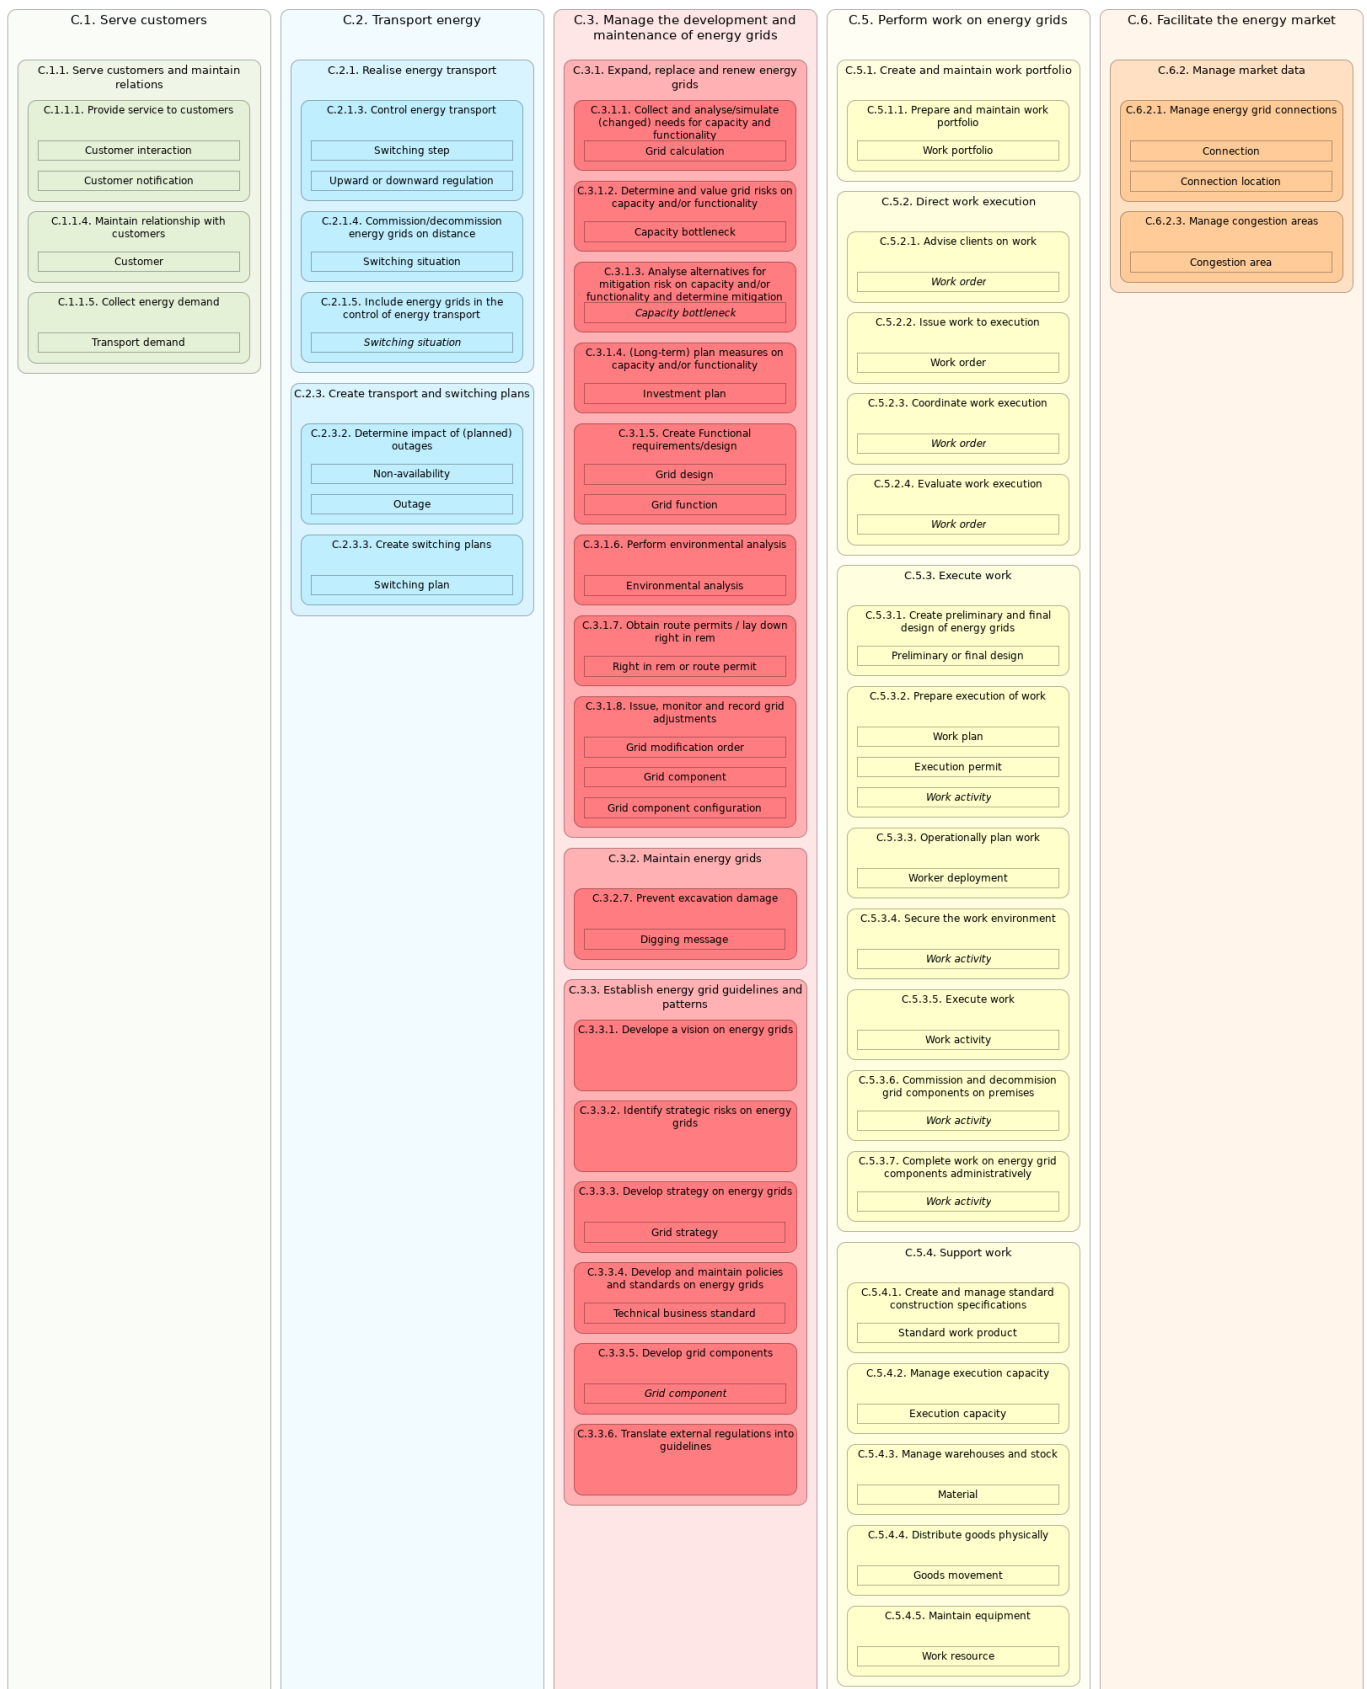 C.1. Serve customers
C.1.1. Serve customers and maintain
relations
C.1.1.1. Provide service to customers
Customer interaction
Customer notification
C.1.1.4. Maintain relationship with
customers
Customer
C.1.1.5. Collect energy demand
Transport demand
C.2. Transport energy
C.2.1. Realise energy transport
C.2.1.3. Control energy transport
Switching step
Upward or downward regulation
C.2.1.4. Commission/decommission
energy grids on distance
Switching situation
C.2.1.5. Include energy grids in the
control of energy transport
Switching situation
C.2.3. Create transport and switching plans
C.2.3.2. Determine impact of (planned)
outages
Non-availability
Outage
C.2.3.3. Create switching plans
Switching plan
C.3. Manage the development and
maintenance of energy grids
C.3.1. Expand, replace and renew energy
grids
C.3.1.1. Collect and analyse/simulate
(changed) needs for capacity and
functionality
Grid calculation
C.3.1.2. Determine and value grid risks on
capacity and/or functionality
Capacity bottleneck
C.3.1.3. Analyse alternatives for
mitigation risk on capacity and/or
functionality and determine mitigation
Capacity bottleneck
C.3.1.4. (Long-term) plan measures on
capacity and/or functionality
Investment plan
C.3.1.5. Create Functional
requirements/design
Grid design
Grid function
C.3.1.6. Perform environmental analysis
Environmental analysis
C.3.1.7. Obtain route permits / lay down
right in rem
Right in rem or route permit
C.3.1.8. Issue, monitor and record grid
adjustments
Grid modification order
Grid component
Grid component configuration
C.3.2. Maintain energy grids
C.3.2.7. Prevent excavation damage
Digging message
C.3.3. Establish energy grid guidelines and
patterns
C.3.3.1. Develope a vision on energy grids
C.3.3.2. Identify strategic risks on energy
grids
C.3.3.3. Develop strategy on energy grids
Grid strategy
C.3.3.4. Develop and maintain policies
and standards on energy grids
Technical business standard
C.3.3.5. Develop grid components
Grid component
C.3.3.6. Translate external regulations into
guidelines
C.5. Perform work on energy grids
C.5.1. Create and maintain work portfolio
C.5.1.1. Prepare and maintain work
portfolio
Work portfolio
C.5.2. Direct work execution
C.5.2.1. Advise clients on work
Work order
C.5.2.2. Issue work to execution
Work order
C.5.2.3. Coordinate work execution
Work order
C.5.2.4. Evaluate work execution
Work order
C.5.3. Execute work
C.5.3.1. Create preliminary and final
design of energy grids
Preliminary or final design
C.5.3.2. Prepare execution of work
Work plan
Execution permit
Work activity
C.5.3.3. Operationally plan work
Worker deployment
C.5.3.4. Secure the work environment
Work activity
C.5.3.5. Execute work
Work activity
C.5.3.6. Commission and decommision
grid components on premises
Work activity
C.5.3.7. Complete work on energy grid
components administratively
Work activity
C.5.4. Support work
C.5.4.1. Create and manage standard
construction specifications
Standard work product
C.5.4.2. Manage execution capacity
Execution capacity
C.5.4.3. Manage warehouses and stock
Material
C.5.4.4. Distribute goods physically
Goods movement
C.5.4.5. Maintain equipment
Work resource
C.6. Facilitate the energy market
C.6.2. Manage market data
C.6.2.1. Manage energy grid connections
Connection
Connection location
C.6.2.3. Manage congestion areas
Congestion area